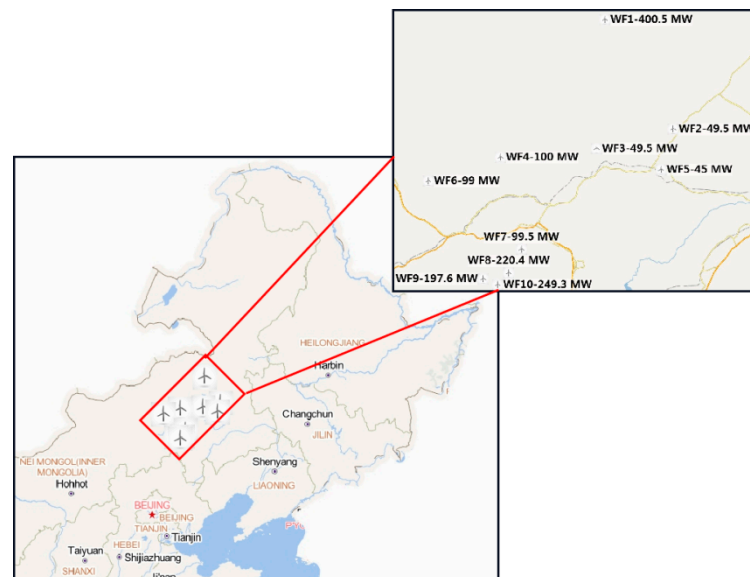 WF1-400.5 MW
WF2-49.5 MW
WF3-49.5 MW
WF4-100 MW
WF5-45 MW
WF6-99 MW
WF7-99.5 MW
WF8-220.4 MW
WF9-197.6 MW
WF10-249.3 MW
HEILONGJIANG
Harbin
Changchun
JILIN
Shenyang
LIAONING
NEI MONGOL(INNER
MONGOLIA)
Hohhot
BEIJING
BEIJING
TIANJIN
Tianjin
HEBEI
Taiyuan
Shijiazhuang
SHANXI